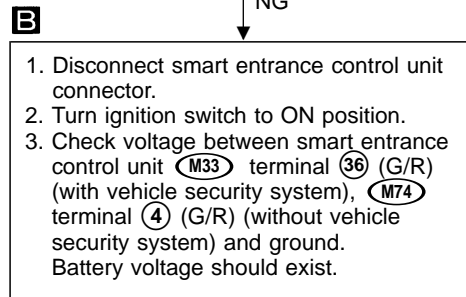 NG
B
1. Disconnect smart entrance control unit
connector.
2. Turn ignition switch to ON position.
3. Check voltage between smart entrance
control unit M33 terminal 36 (G/R)
(with vehicle security system), M74
terminal 4 (G/R) (without vehicle
security system) and ground.
Battery voltage should exist.